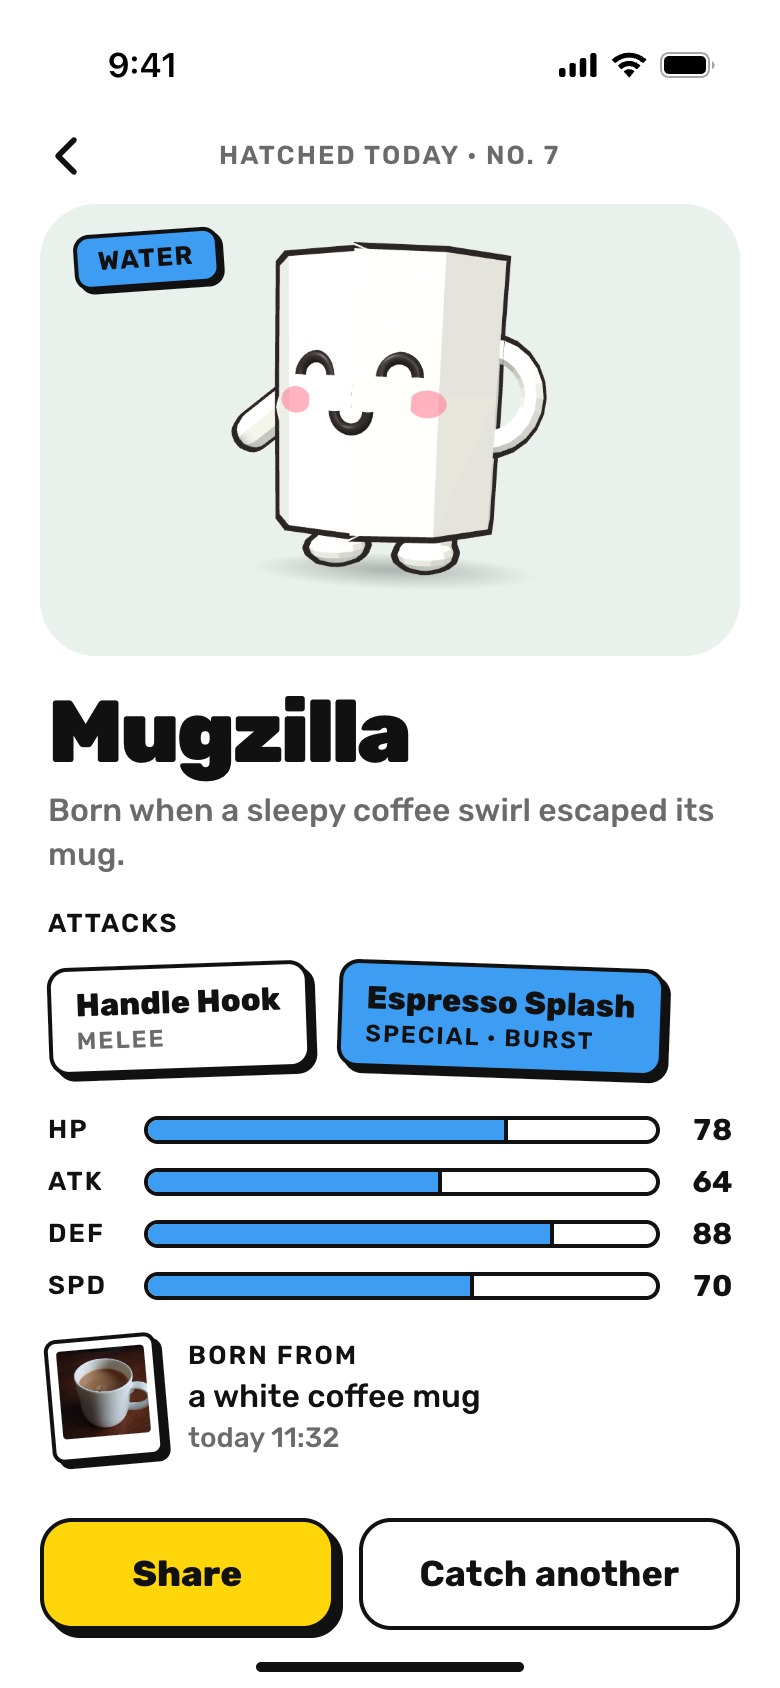 9:41
HATCHED TODAY • NO. 7
WATER
Mugzilla
Born when a sleepy coffee swirl escaped its
mug.
ATTACKS
Handle Hook
MELEE
Espresso Splash
SPECIAL • BURST
HP 78
ATK 64
DEF 88
SPD 70
BORN FROM
a white coffee mug
today 11:32
Share
Catch another